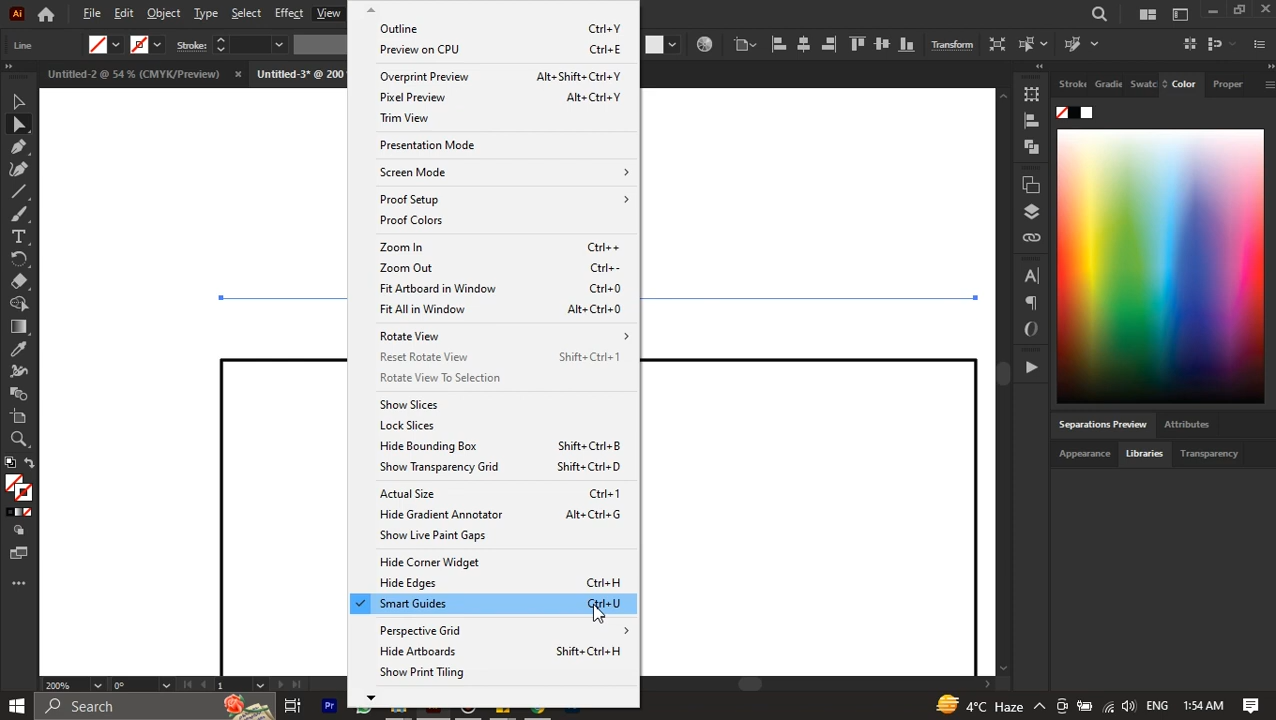 Ai File Edit Object Type Select Effect View
Line Stroke: Transform
Untitled-2 @ 54 % (CMYK/Preview) × Untitled-3* @ 200
Outline Ctrl+Y
Preview on CPU Ctrl+E
Overprint Preview Alt+Shift+Ctrl+Y
Pixel Preview Alt+Ctrl+Y
Trim View
Presentation Mode
Screen Mode
Proof Setup
Proof Colors
Zoom In Ctrl++
Zoom Out Ctrl+-
Fit Artboard in Window Ctrl+0
Fit All in Window Alt+Ctrl+0
Rotate View
Reset Rotate View Shift+Ctrl+1
Rotate View To Selection
Show Slices
Lock Slices
Hide Bounding Box Shift+Ctrl+B
Show Transparency Grid Shift+Ctrl+D
Actual Size Ctrl+1
Hide Gradient Annotator Alt+Ctrl+G
Show Live Paint Gaps
Hide Corner Widget
Hide Edges Ctrl+H
Smart Guides Ctrl+U
Perspective Grid
Hide Artboards Shift+Ctrl+H
Show Print Tiling
Stroke Gradie Swatc Color Proper
Separations Preview Attributes
Appearance Libraries Transparency
200% 0° 1
Search Pr 4°C Haze ENG 1:29 AM